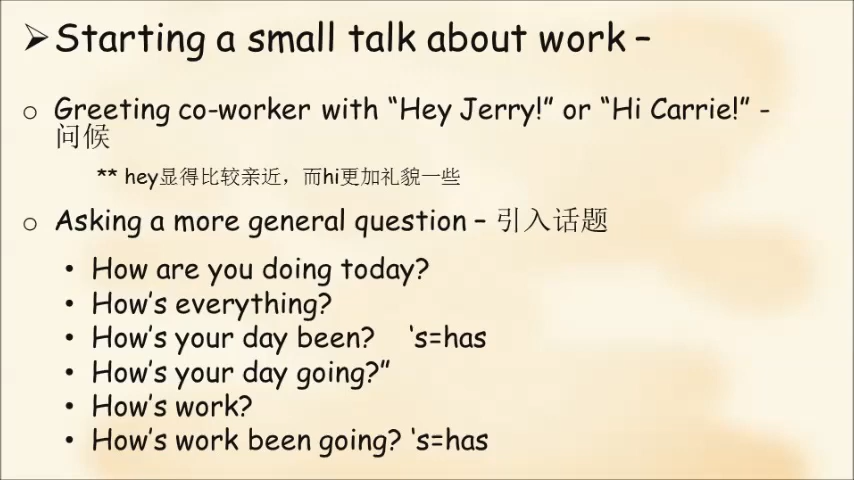 ➢Starting a small talk about work –
o Greeting co-worker with “Hey Jerry!” or “Hi Carrie!” -
问候
** hey显得比较亲近，而hi更加礼貌一些
o Asking a more general question – 引入话题
• How are you doing today?
• How’s everything?
• How’s your day been? ‘s=has
• How’s your day going?”
• How’s work?
• How’s work been going? ‘s=has